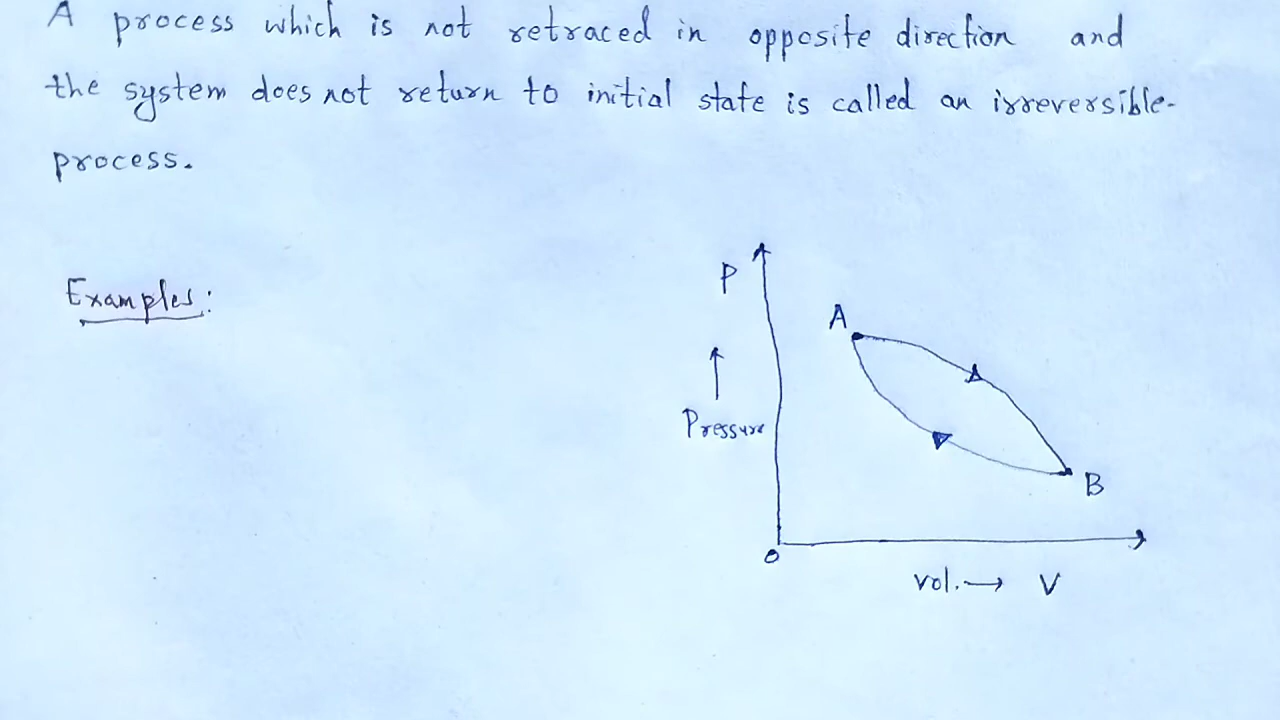 A process which is not retraced in opposite direction and
the system does not return to initial state is called an irreversible-
process.
Examples:
P
A
Pressure
B
O
vol. → V